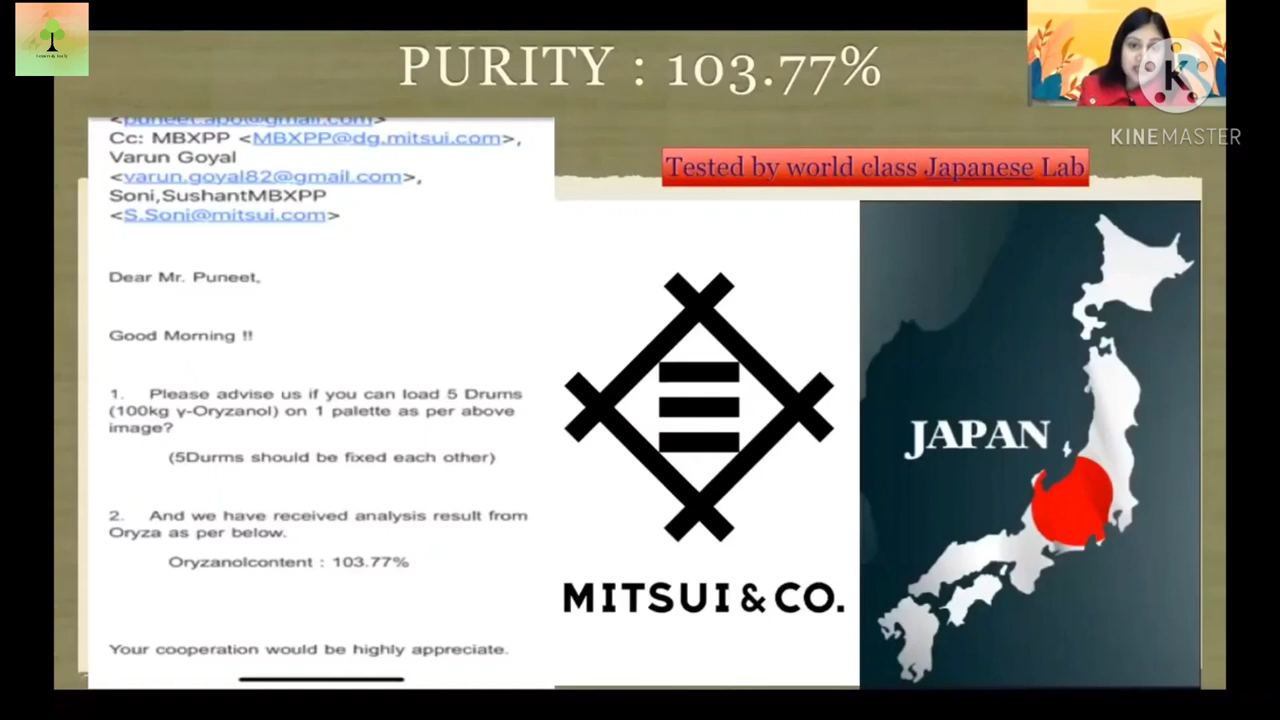 PURITY : 103.77%
KINEMASTER
Tested by world class Japanese Lab
<puneet.apol@gmail.com>
Cc: MBXPP <MBXPP@dg.mitsui.com>,
Varun Goyal
<varun.goyal82@gmail.com>,
Soni,SushantMBXPP
<S.Soni@mitsui.com>
Dear Mr. Puneet,
Good Morning !!
1. Please advise us if you can load 5 Drums
(100kg γ-Oryzanol) on 1 palette as per above
image?
(5Durms should be fixed each other)
2. And we have received analysis result from
Oryza as per below.
Oryzanolcontent : 103.77%
Your cooperation would be highly appreciate.
MITSUI & CO.
JAPAN